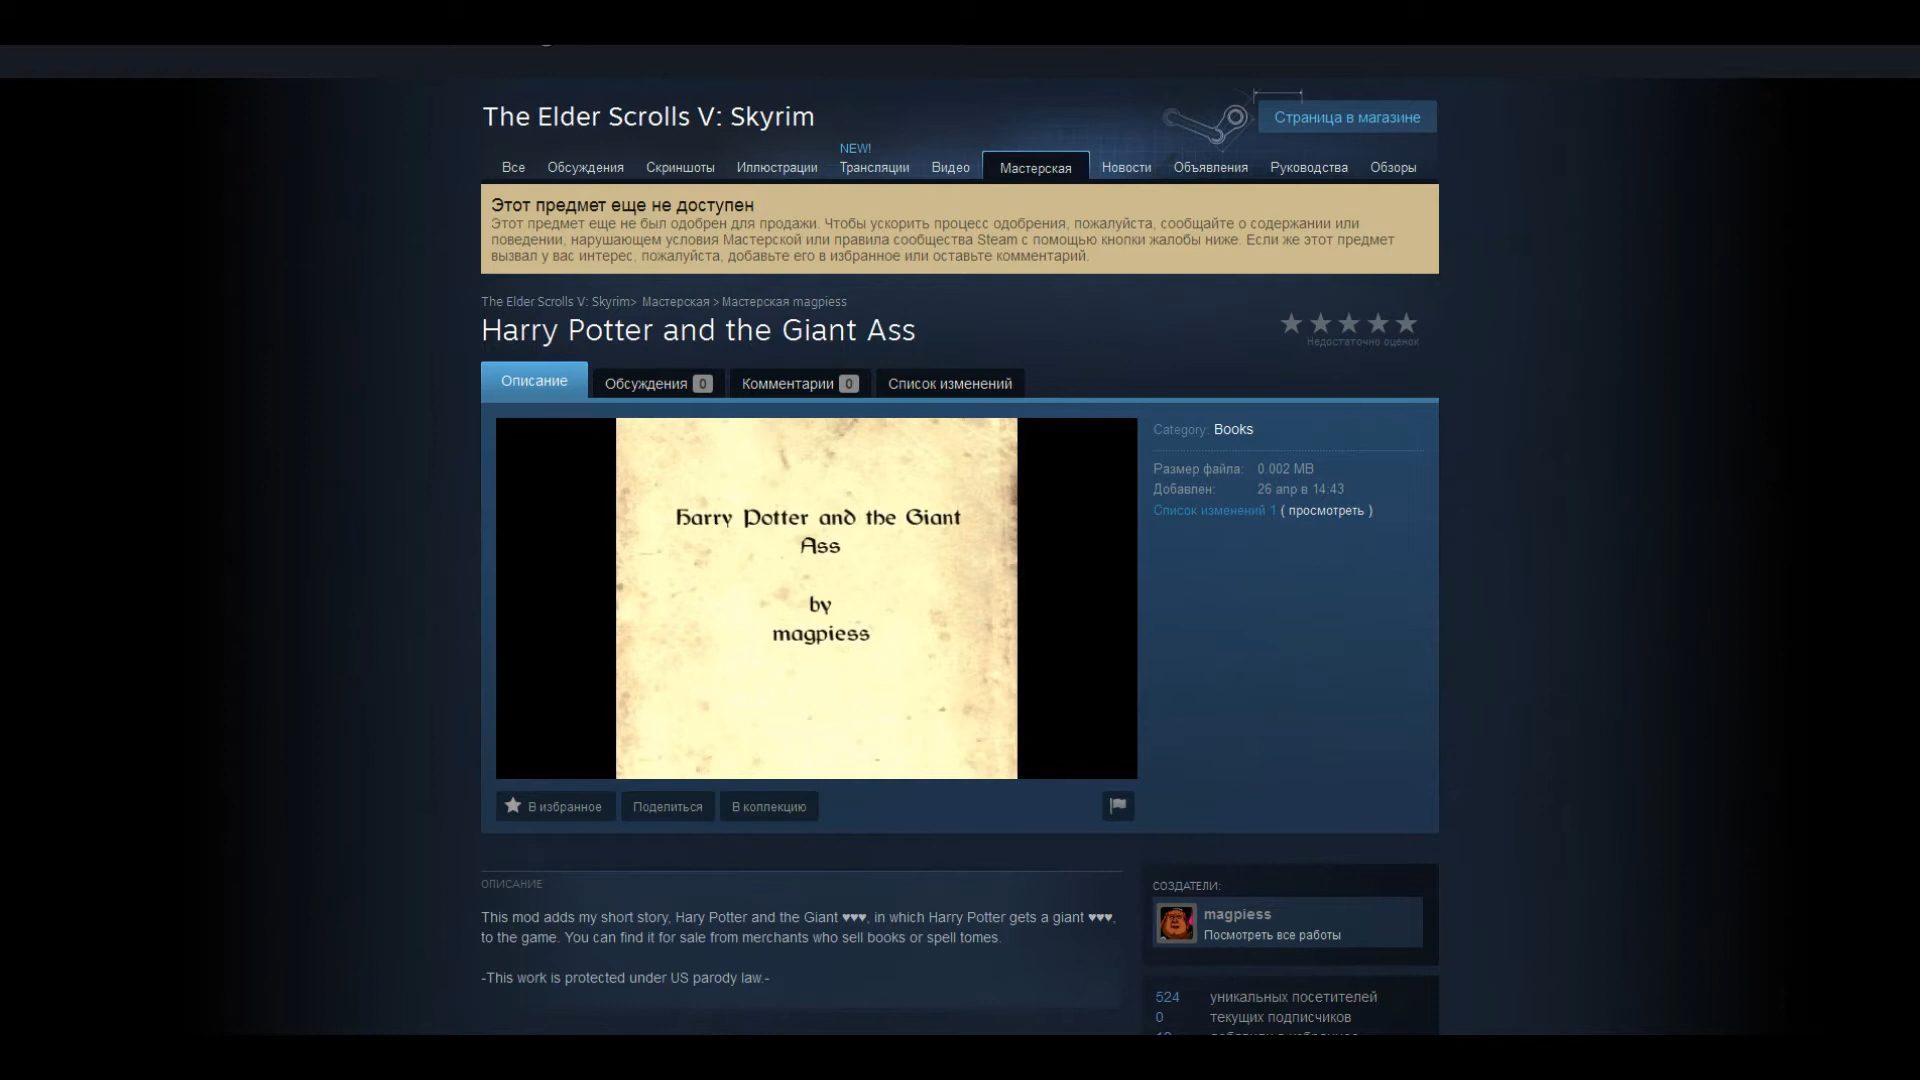 The Elder Scrolls V: Skyrim
Страница в магазине
NEW!
Все Обсуждения Скриншоты Иллюстрации Трансляции Видео Мастерская Новости Объявления Руководства Обзоры
Этот предмет еще не доступен
Этот предмет еще не был одобрен для продажи. Чтобы ускорить процесс одобрения, пожалуйста, сообщайте о содержании или
поведении, нарушающем условия Мастерской или правила сообщества Steam с помощью кнопки жалобы ниже. Если же этот предмет
вызвал у вас интерес, пожалуйста, добавьте его в избранное или оставьте комментарий.
The Elder Scrolls V: Skyrim> Мастерская > Мастерская magpiess
Harry Potter and the Giant Ass
Недостаточно оценок
Описание Обсуждения 0 Комментарии 0 Список изменений
Harry Potter and the Giant
Ass
by
magpiess
Category: Books
Размер файла: 0.002 MB
Добавлен: 26 апр в 14:43
Список изменений 1 ( просмотреть )
В избранное Поделиться В коллекцию
ОПИСАНИЕ
This mod adds my short story, Hary Potter and the Giant ♥♥♥, in which Harry Potter gets a giant ♥♥♥,
to the game. You can find it for sale from merchants who sell books or spell tomes.
-This work is protected under US parody law.-
СОЗДАТЕЛИ:
magpiess
Посмотреть все работы
524 уникальных посетителей
0 текущих подписчиков